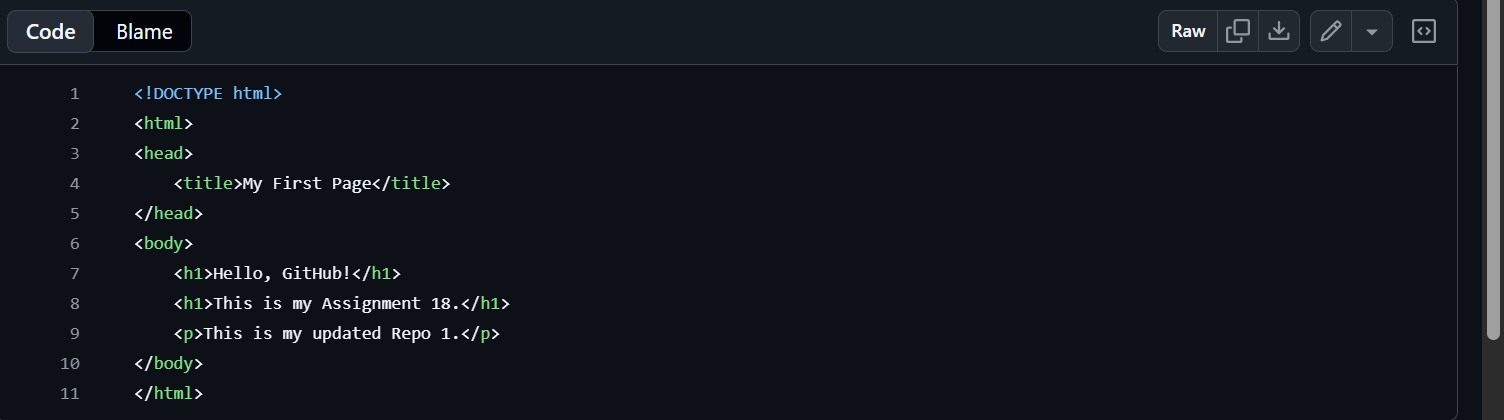 Code Blame Raw
1 <!DOCTYPE html>
2 <html>
3 <head>
4     <title>My First Page</title>
5 </head>
6 <body>
7     <h1>Hello, GitHub!</h1>
8     <h1>This is my Assignment 18.</h1>
9     <p>This is my updated Repo 1.</p>
10 </body>
11 </html>